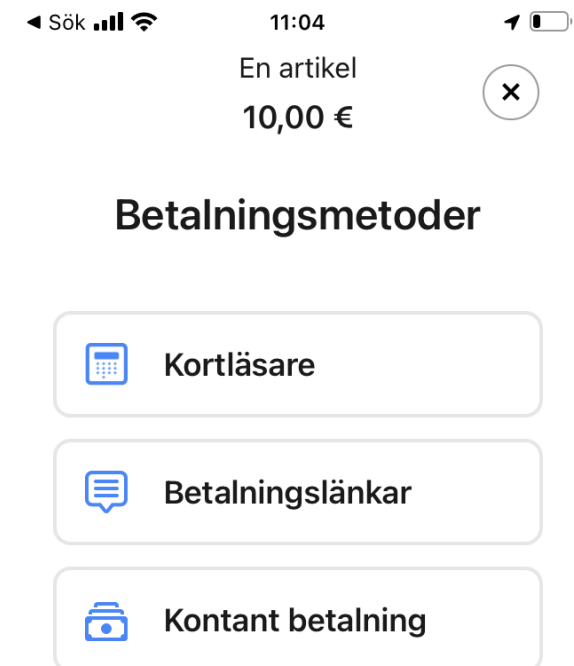 Sök
11:04
En artikel
10,00 €
Betalningsmetoder
Kortläsare
Betalningslänkar
Kontant betalning